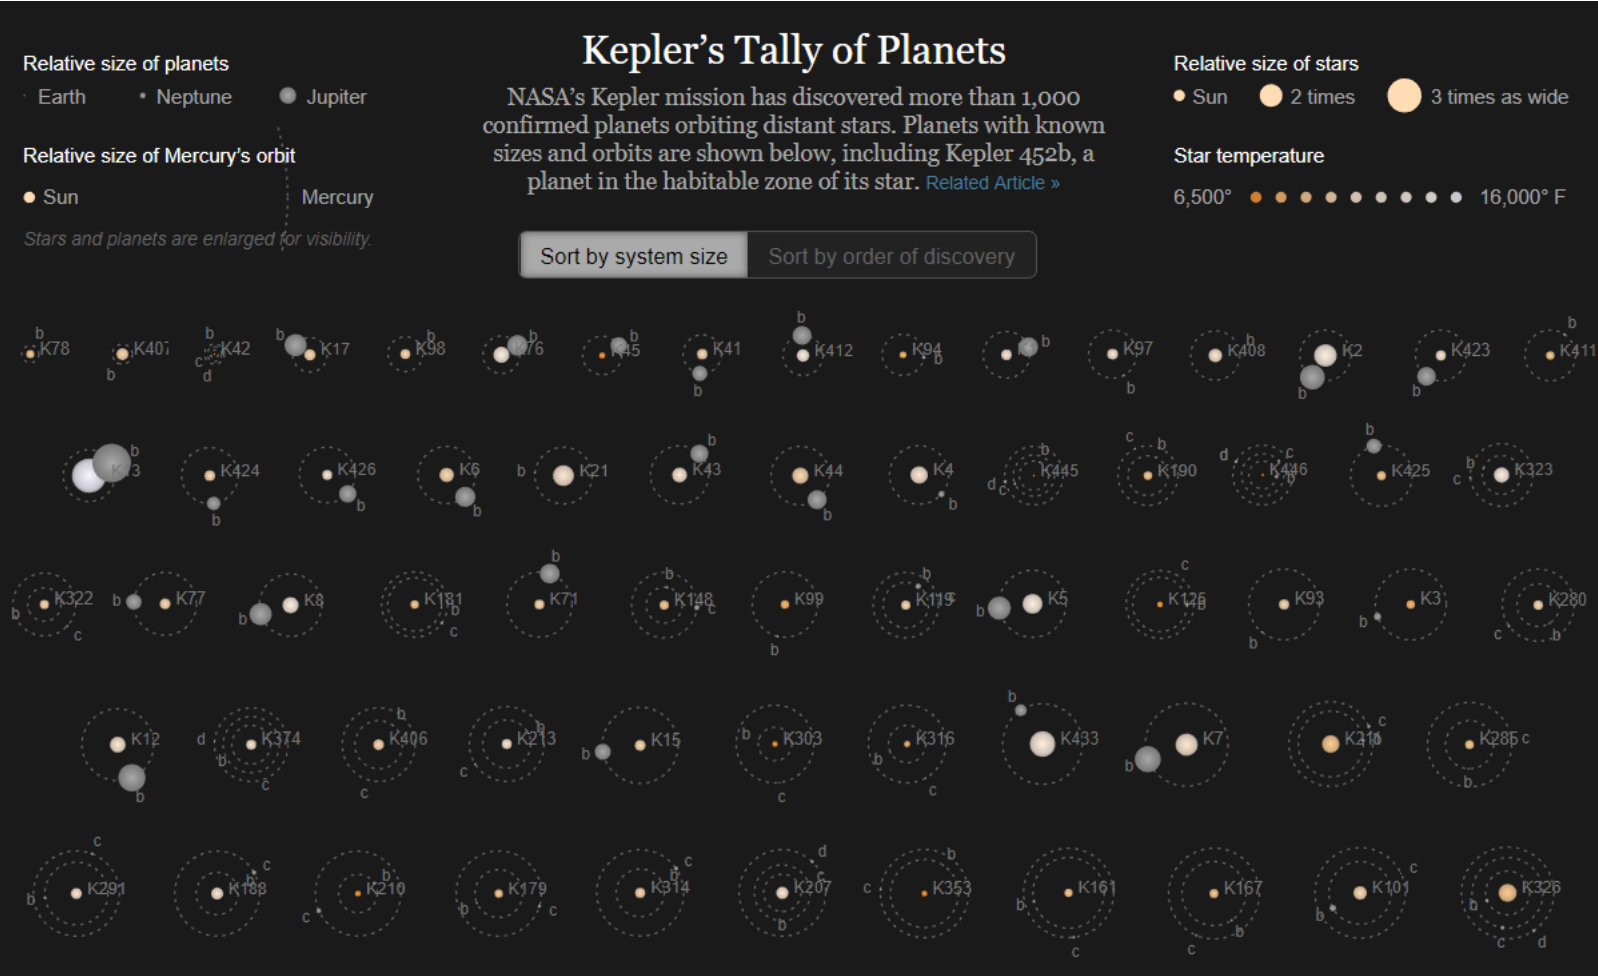 Kepler's Tally of Planets
NASA's Kepler mission has discovered more than 1,000
confirmed planets orbiting distant stars. Planets with known
sizes and orbits are shown below, including Kepler 452b, a
planet in the habitable zone of its star. Related Article »
Relative size of planets
Earth Neptune Jupiter
Relative size of Mercury's orbit
Sun Mercury
Stars and planets are enlarged for visibility.
Relative size of stars
Sun 2 times 3 times as wide
Star temperature
6,500° 16,000° F
Sort by system size Sort by order of discovery
b K78 K407 b b c K42 d b K17 b K98 b K76 b K45 K41 b b K412 K94 b b K97 b b K408 K2 b K423 b b K411
b K13 K424 b K426 b K6 b b K21 b K43 K44 b K4 b b K445 d c c b K190 d c K446 b b K425 b c K323
K322 b c b K77 b K8 K181 b c b K71 b K148 c K99 b b K119 c b K5 c K125 b K93 b K3 b K280 c b
K12 b d K374 b c b K406 c b K213 c b K15 b K303 c K316 b c b K433 b K7 c b K285 c b
c K291 b c b K188 b K210 c K179 b c c b K314 d c K207 b b c K353 K161 b c K167 b c c K101 b K326 b c d